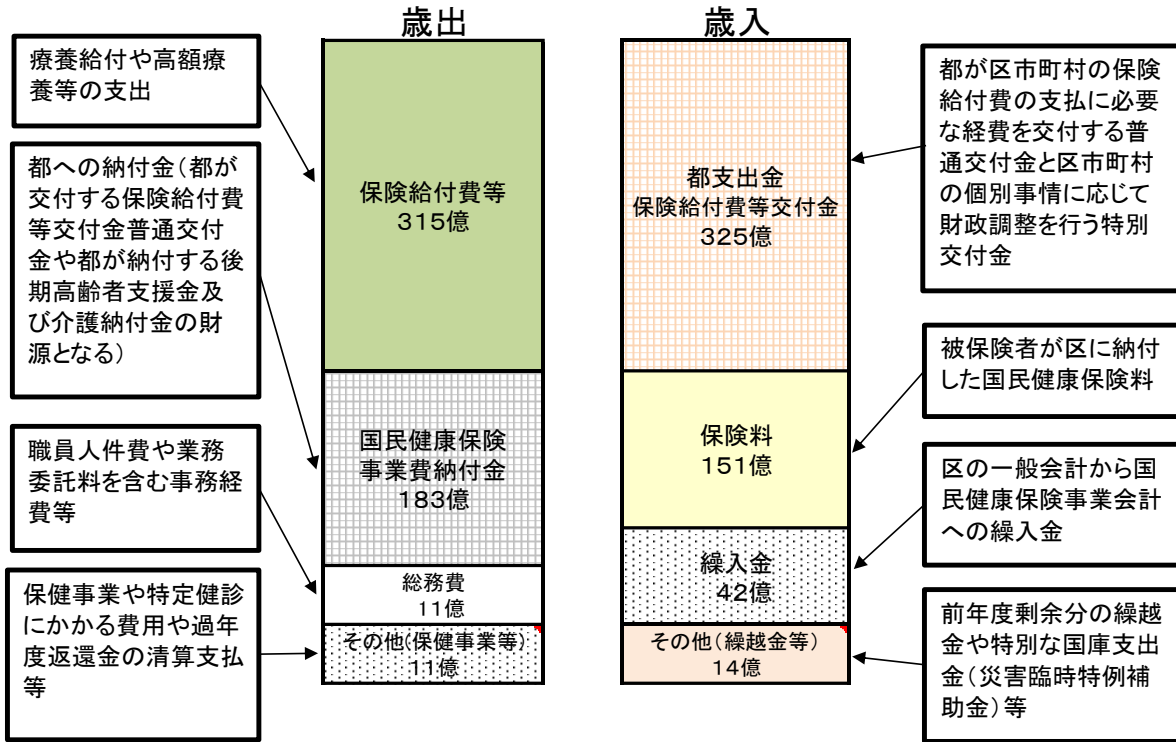 歳出
療養給付や高額療
養等の支出
都への納付金(都が
交付する保険給付費
等交付金普通交付
金や都が納付する後
期高齢者支援金及
び介護納付金の財
源となる)
職員人件費や業務
委託料を含む事務経
費等
保健事業や特定健診
にかかる費用や過年
度返還金の清算支払
等
保険給付費等
315億
国民健康保険
事業費納付金
183億
総務費
11億
その他(保健事業等)
11億
歳入
都支出金
保険給付費等交付金
325億
保険料
151億
繰入金
42億
その他(繰越金等)
14億
都が区市町村の保険
給付費の支払に必要
な経費を交付する普
通交付金と区市町村
の個別事情に応じて
財政調整を行う特別
交付金
被保険者が区に納付
した国民健康保険料
区の一般会計から国
民健康保険事業会計
への繰入金
前年度剰余分の繰越
金や特別な国庫支出
金(災害臨時特例補
助金)等